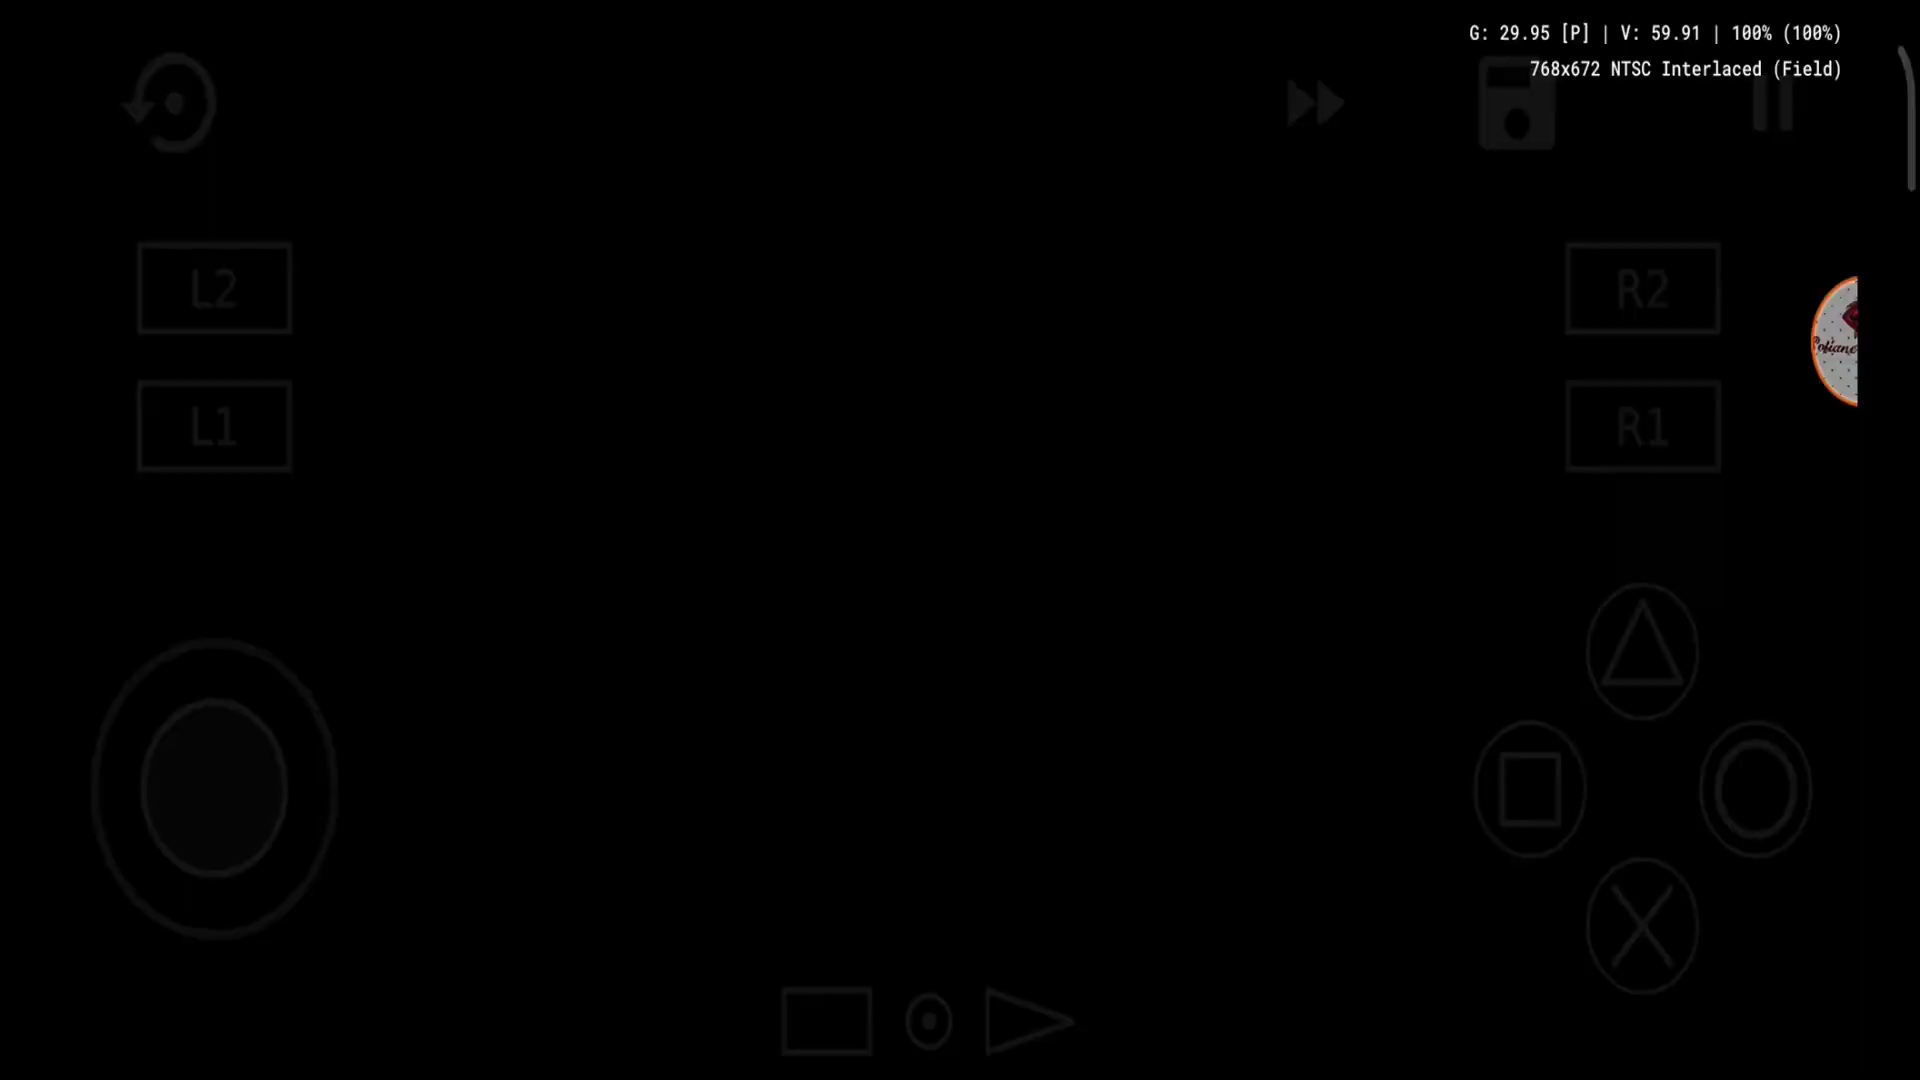 G: 29.95 [P] | V: 59.91 | 100% (100%)
768x672 NTSC Interlaced (Field)
L2
R2
L1
R1